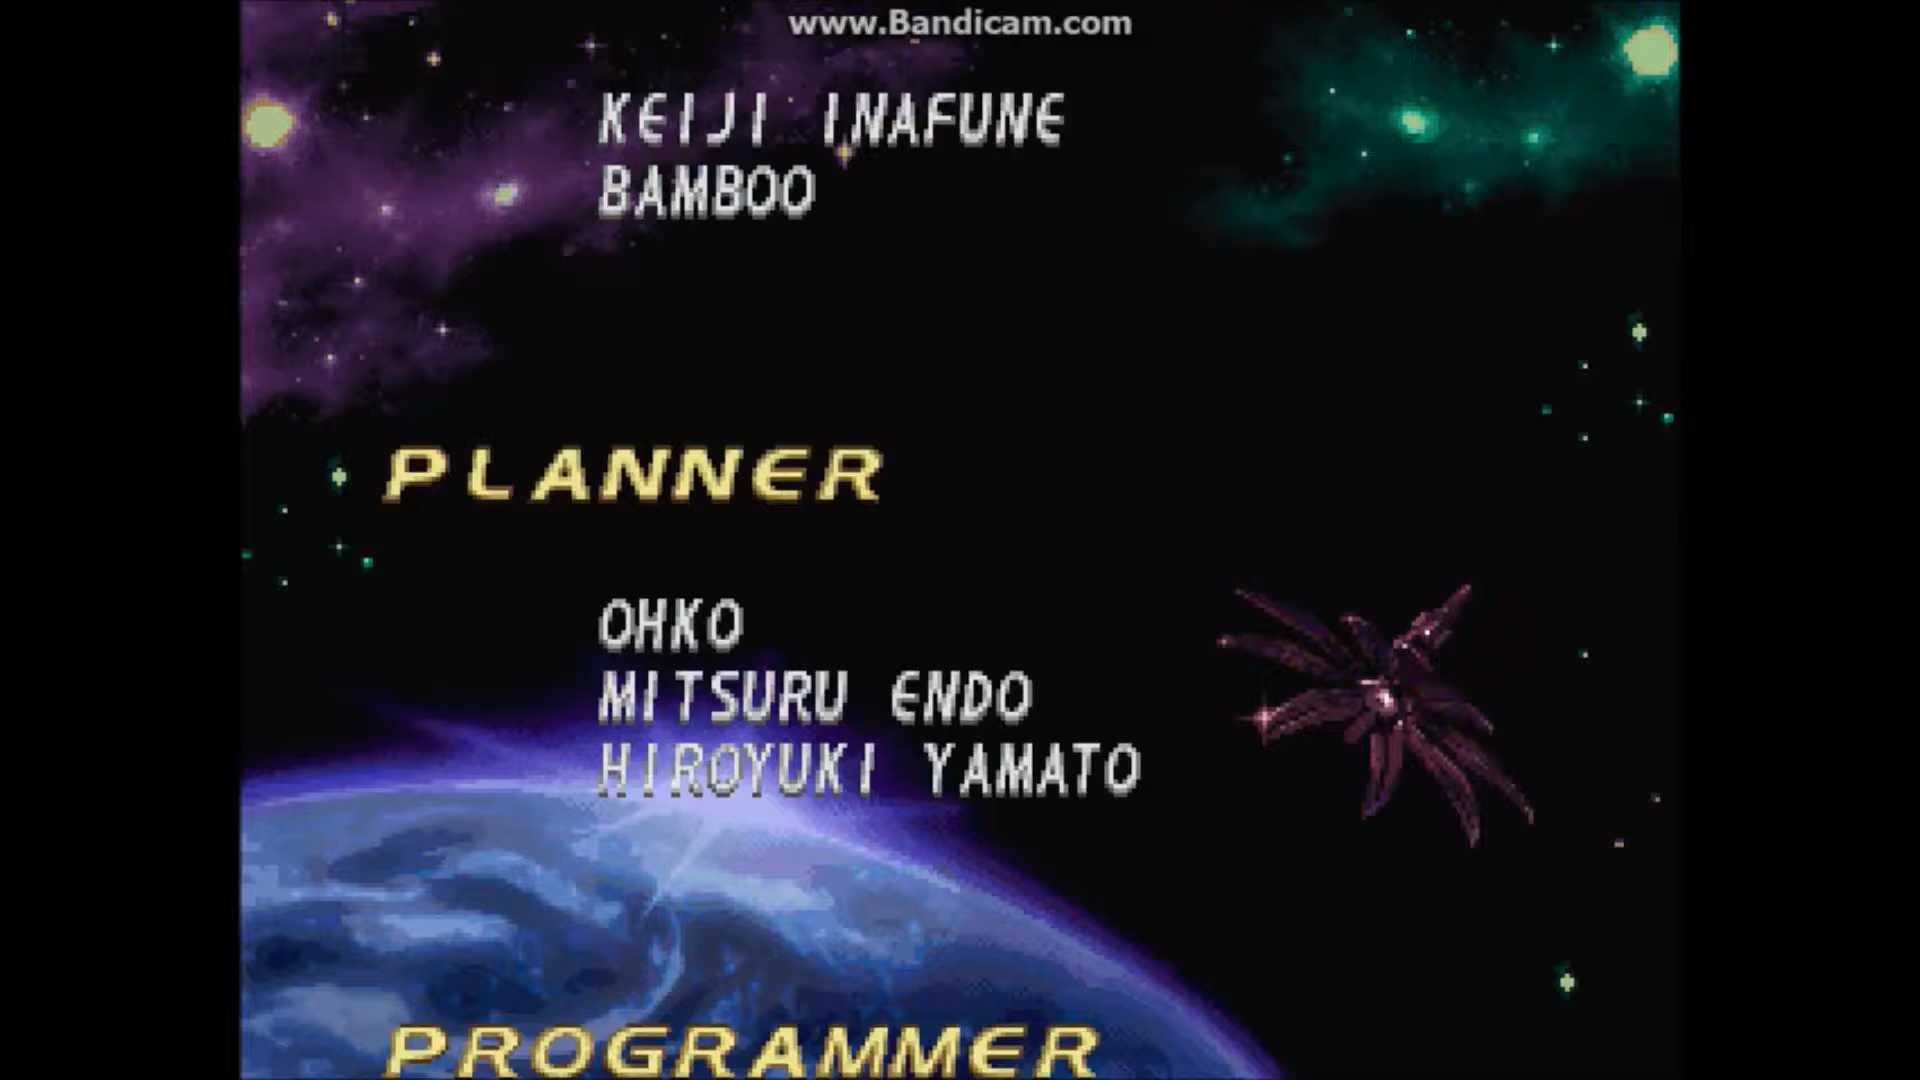 www.Bandicam.com
KEIJI INAFUNE
BAMBOO
PLANNER
OHKO
MITSURU ENDO
HIROYUKI YAMATO
PROGRAMMER